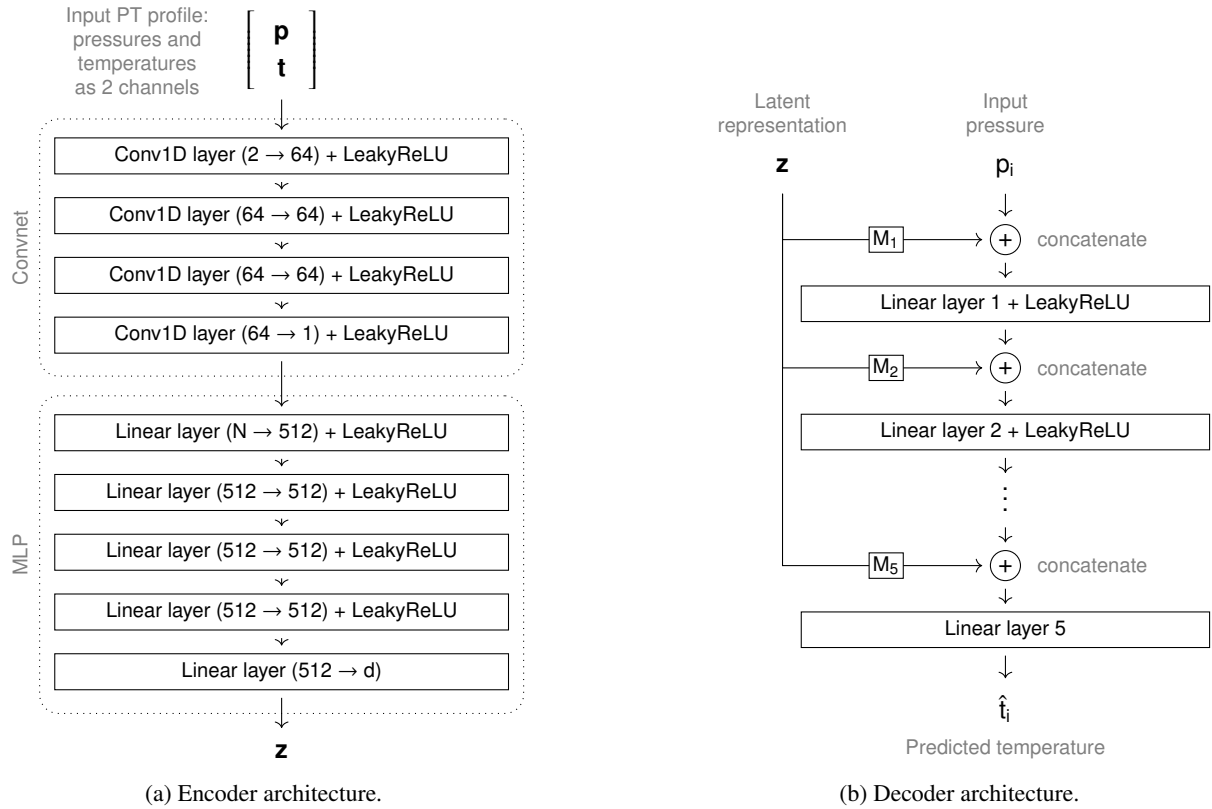 Input PT profile:
pressures and
temperatures
as 2 channels
p
t
Convnet
Conv1D layer (2 → 64) + LeakyReLU
Conv1D layer (64 → 64) + LeakyReLU
Conv1D layer (64 → 64) + LeakyReLU
Conv1D layer (64 → 1) + LeakyReLU
MLP
Linear layer (N → 512) + LeakyReLU
Linear layer (512 → 512) + LeakyReLU
Linear layer (512 → 512) + LeakyReLU
Linear layer (512 → 512) + LeakyReLU
Linear layer (512 → d)
z
(a) Encoder architecture.
Latent
representation
z
Input
pressure
pᵢ
M₁ + concatenate
Linear layer 1 + LeakyReLU
M₂ + concatenate
Linear layer 2 + LeakyReLU
⋮
M₅ + concatenate
Linear layer 5
t̂ᵢ
Predicted temperature
(b) Decoder architecture.